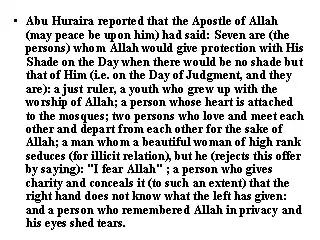 • Abu Huraira reported that the Apostle of Allah
(may peace be upon him) had said: Seven are (the
persons) whom Allah would give protection with His
Shade on the Day when there would be no shade but
that of Him (i.e. on the Day of Judgment, and they
are): a just ruler, a youth who grew up with the
worship of Allah; a person whose heart is attached
to the mosques; two persons who love and meet each
other and depart from each other for the sake of
Allah; a man whom a beautiful woman of high rank
seduces (for illicit relation), but he (rejects this offer
by saying): "I fear Allah" ; a person who gives
charity and conceals it (to such an extent) that the
right hand does not know what the left has given:
and a person who remembered Allah in privacy and
his eyes shed tears.